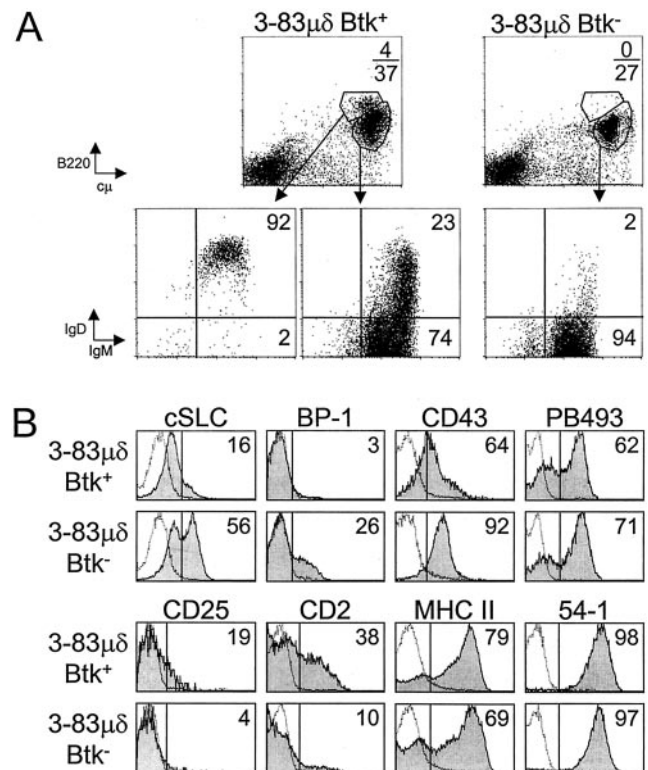 A
3-83μδ Btk+
3-83μδ Btk-
4
37
0
27
B220
cμ
92
2
23
74
2
94
IgD
IgM
B
cSLC
BP-1
CD43
PB493
3-83μδ
Btk+
16
3
64
62
3-83μδ
Btk-
56
26
92
71
CD25
CD2
MHC II
54-1
3-83μδ
Btk+
19
38
79
98
3-83μδ
Btk-
4
10
69
97